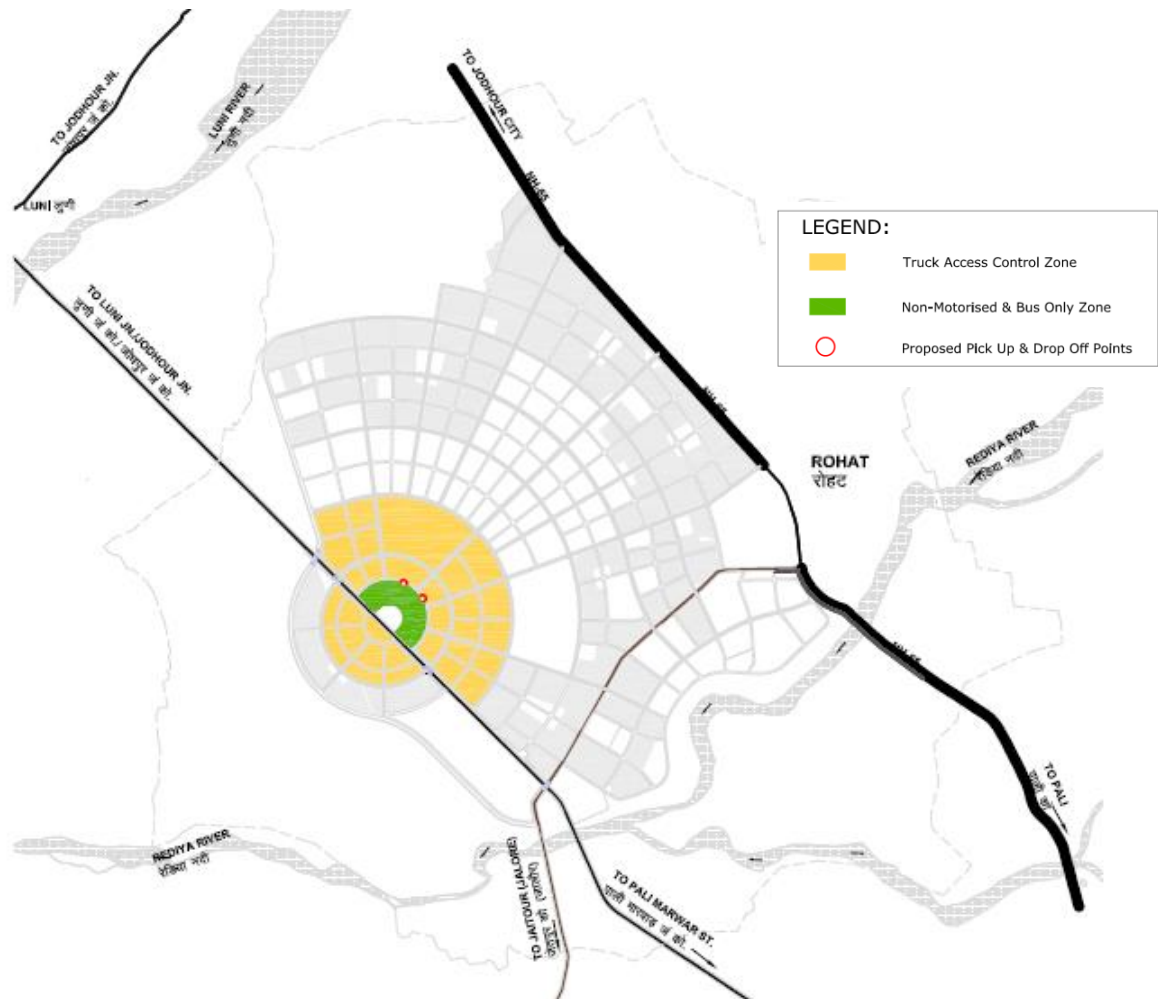 TO JODHOUR JN.
LUNI RIVER
लुणी नदी
LUNI लुणी
TO JODHOUR CITY
NH-65
LEGEND:
Truck Access Control Zone
Non-Motorised & Bus Only Zone
Proposed Pick Up & Drop Off Points
TO LUNI JN./JODHOUR JN.
NH-65
ROHAT
रोहट
REDIYA RIVER
रेडिया नदी
NH-65
TO PALI
पाली को
REDIYA RIVER
रेडिया नदी
TO JAITOUR (JALORE)
TO PALI MARWAR ST.
पाली मारवाड़ जं को.